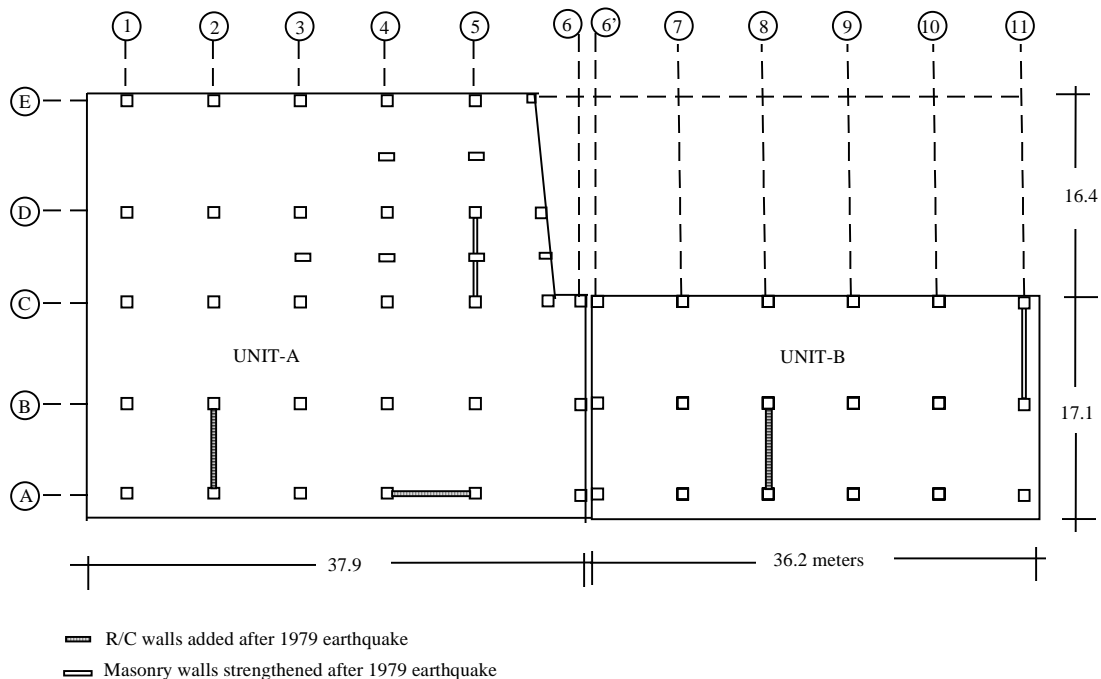 1 2 3 4 5 6 6’ 7 8 9 10 11
E
D
16.4
C
UNIT-A UNIT-B
B
17.1
A
37.9 36.2 meters
R/C walls added after 1979 earthquake
Masonry walls strengthened after 1979 earthquake